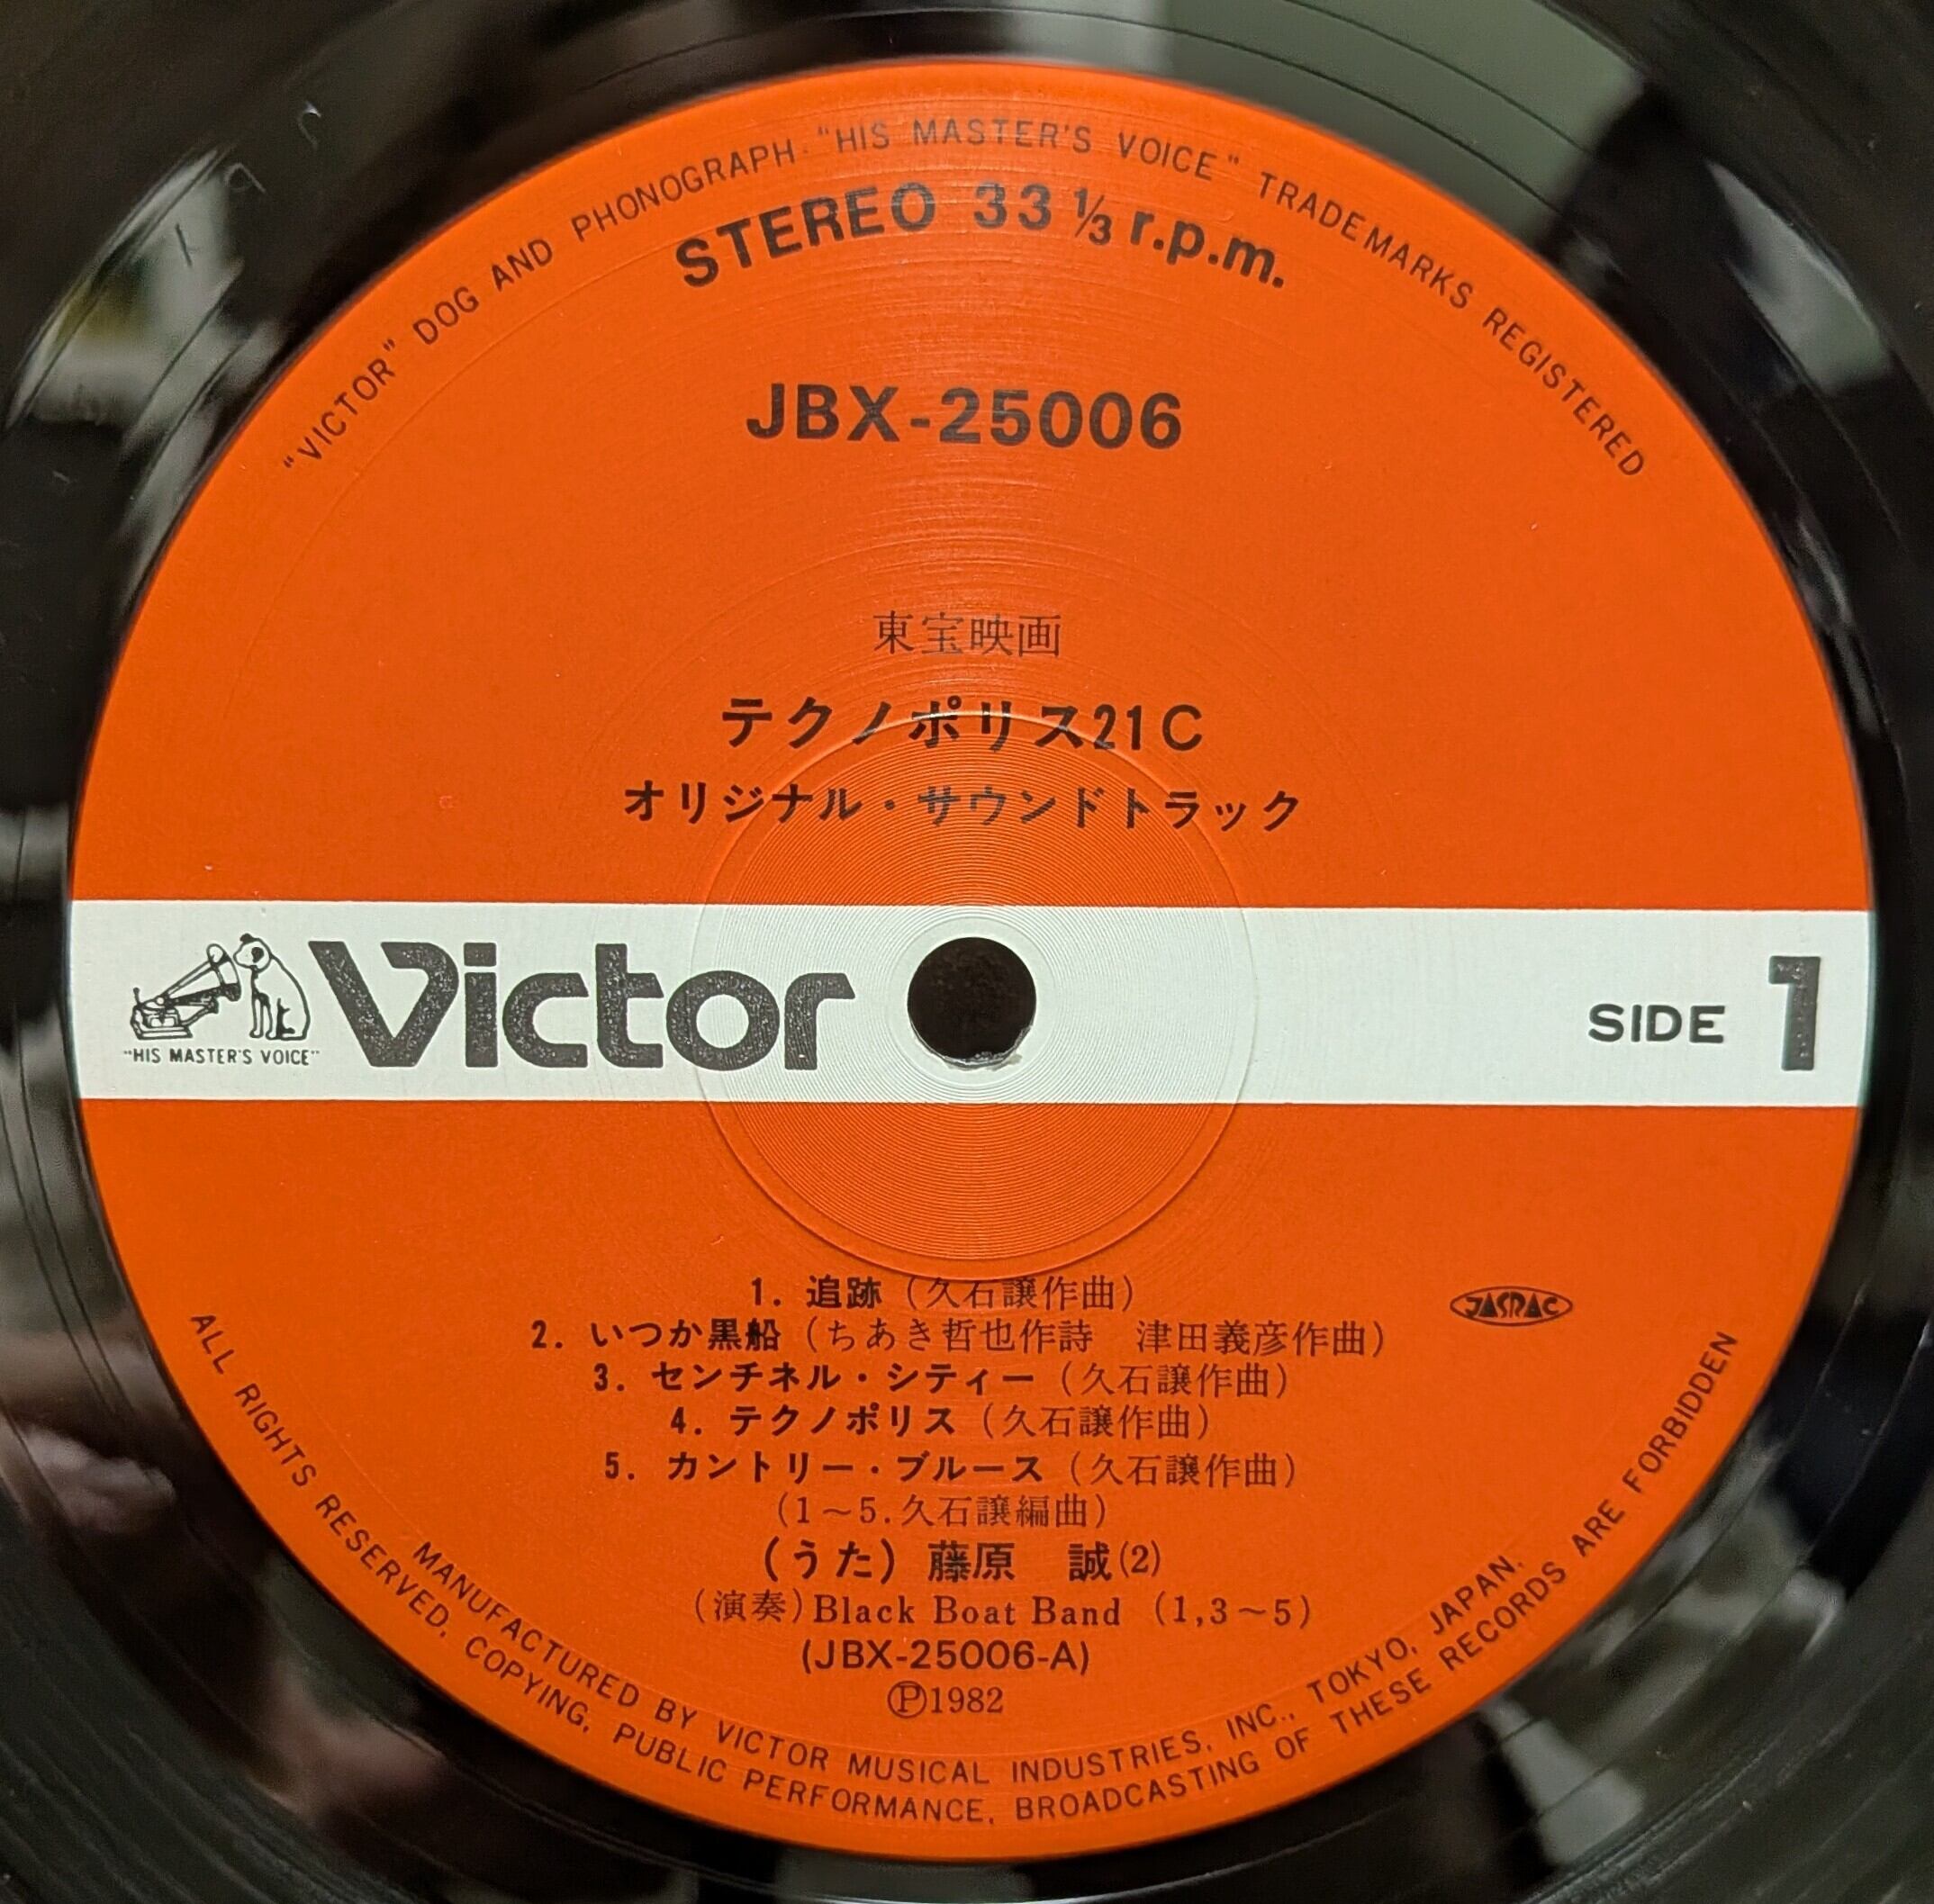 "VICTOR" DOG AND PHONOGRAPH·"HIS MASTER'S VOICE" TRADEMARKS REGISTERED
STEREO 33 ⅓ r.p.m.
JBX-25006
東宝映画
テクノポリス21C
オリジナル・サウンドトラック
"HIS MASTER'S VOICE"
Victor
SIDE 1
1. 追跡(久石譲作曲)
2. いつか黒船(ちあき哲也作詩　津田義彦作曲)
3. センチネル・シティー(久石譲作曲)
4. テクノポリス(久石譲作曲)
5. カントリー・ブルース(久石譲作曲)
(1〜5.久石譲編曲)
(うた) 藤原　誠(2)
(演奏)Black Boat Band (1,3〜5)
(JBX-25006-A)
Ⓟ1982
JASRAC
MANUFACTURED BY VICTOR MUSICAL INDUSTRIES, INC., TOKYO, JAPAN.
ALL RIGHTS RESERVED, COPYING, PUBLIC PERFORMANCE, BROADCASTING OF THESE RECORDS ARE FORBIDDEN